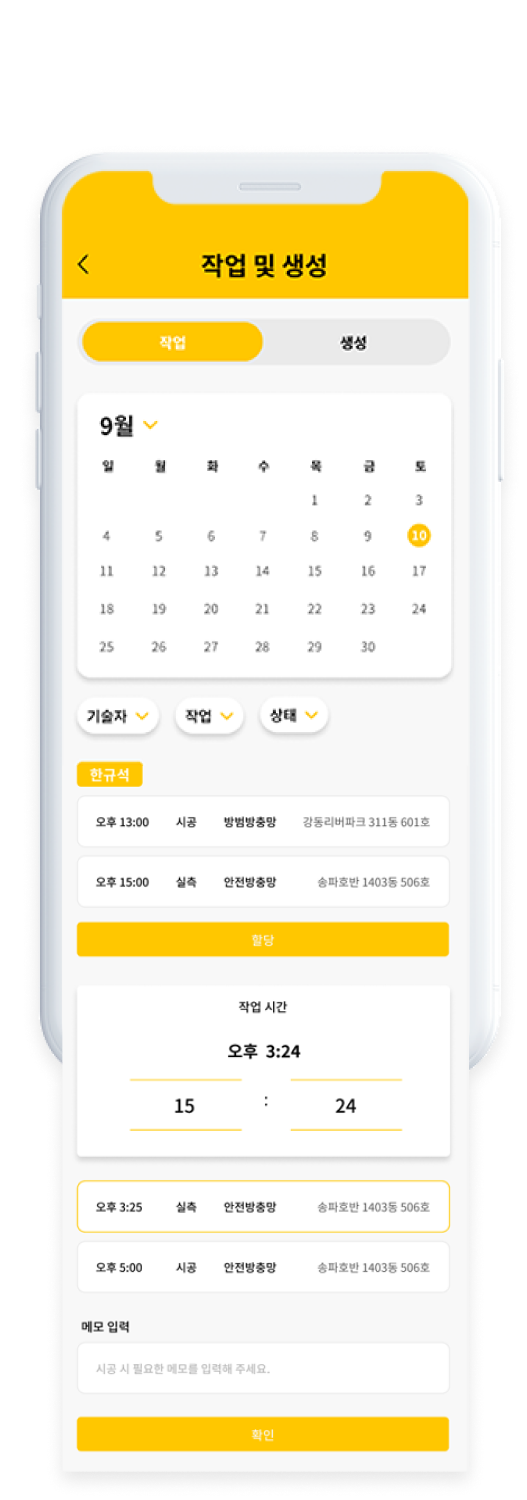 작업 및 생성
작업 생성
9월
일 월 화 수 목 금 토
1 2 3
4 5 6 7 8 9 10
11 12 13 14 15 16 17
18 19 20 21 22 23 24
25 26 27 28 29 30
기술자 작업 상태
한규석
오후 13:00 시공 방범방충망 강동리버파크 311동 601호
오후 15:00 실측 안전방충망 송파호반 1403동 506호
할당
작업 시간
오후 3:24
15 : 24
오후 3:25 실측 안전방충망 송파호반 1403동 506호
오후 5:00 시공 안전방충망 송파호반 1403동 506호
메모 입력
시공 시 필요한 메모를 입력해 주세요.
확인